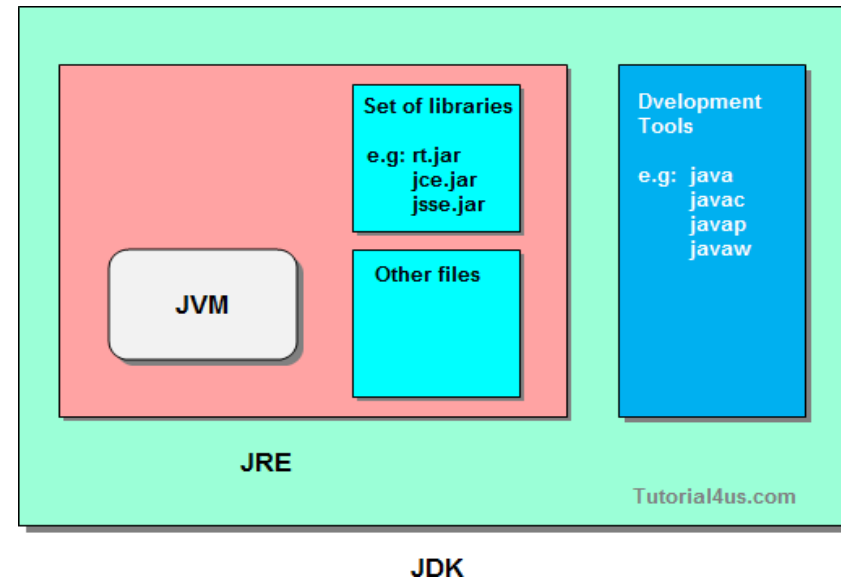 Set of libraries
e.g: rt.jar
jce.jar
jsse.jar
Other files
JVM
JRE
Dvelopment
Tools
e.g: java
javac
javap
javaw
Tutorial4us.com
JDK